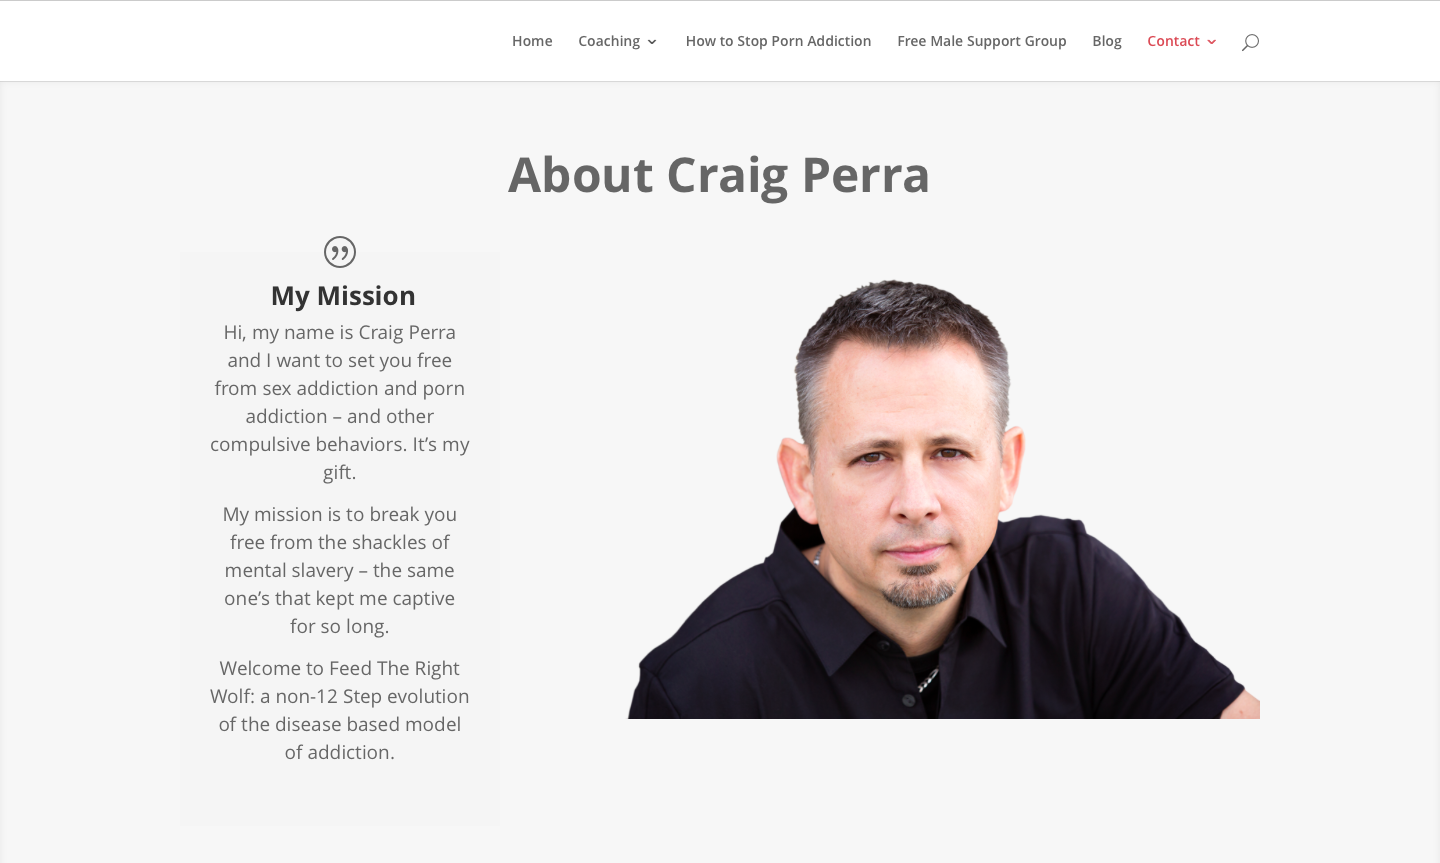 Home Coaching How to Stop Porn Addiction Free Male Support Group Blog Contact
About Craig Perra
My Mission
Hi, my name is Craig Perra
and I want to set you free
from sex addiction and porn
addiction – and other
compulsive behaviors. It’s my
gift.
My mission is to break you
free from the shackles of
mental slavery – the same
one’s that kept me captive
for so long.
Welcome to Feed The Right
Wolf: a non-12 Step evolution
of the disease based model
of addiction.